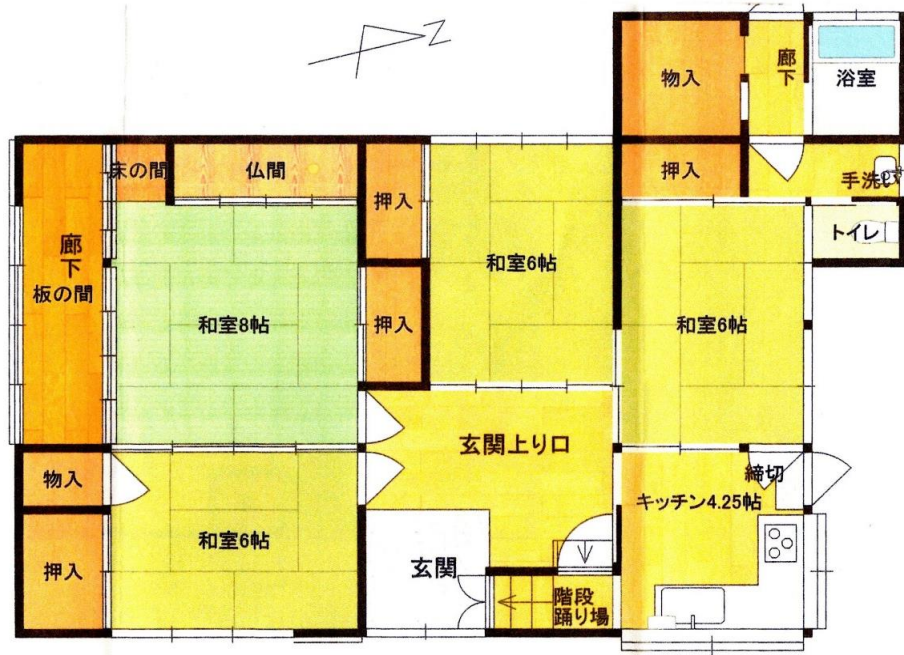 Z
物入
廊下
浴室
床の間
仏間
押入
押入
手洗い
トイレ
廊下
板の間
和室8帖
押入
和室6帖
和室6帖
玄関上り口
締切
キッチン4.25帖
物入
押入
和室6帖
玄関
階段
踊り場